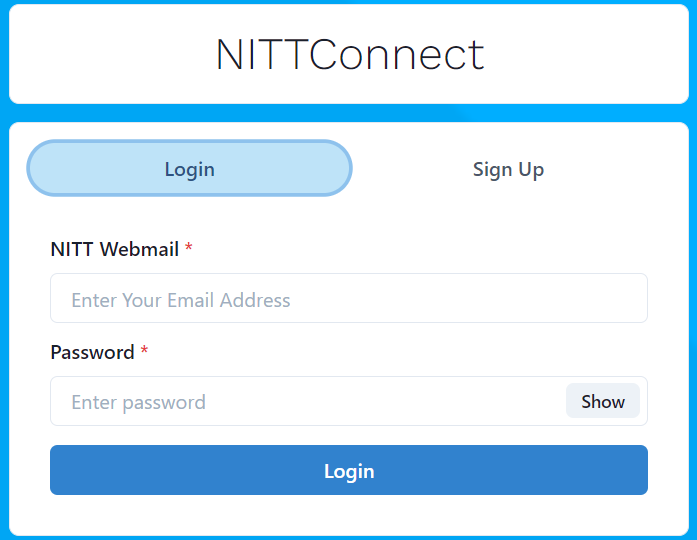 NITTConnect
Login Sign Up
NITT Webmail *
Enter Your Email Address
Password *
Enter password Show
Login